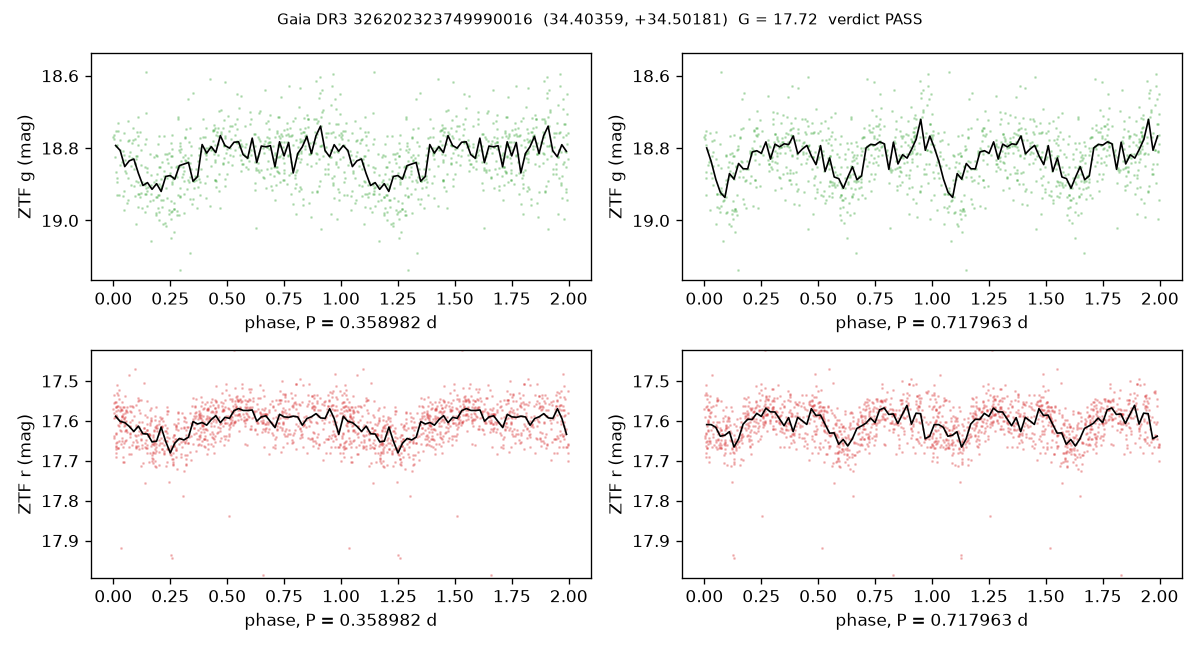 Gaia DR3 326202323749990016  (34.40359, +34.50181)  G = 17.72  verdict PASS
ZTF g (mag)
18.6
18.8
19.0
0.00 0.25 0.50 0.75 1.00 1.25 1.50 1.75 2.00
phase, P = 0.358982 d
ZTF g (mag)
18.6
18.8
19.0
0.00 0.25 0.50 0.75 1.00 1.25 1.50 1.75 2.00
phase, P = 0.717963 d
ZTF r (mag)
17.5
17.6
17.7
17.8
17.9
0.00 0.25 0.50 0.75 1.00 1.25 1.50 1.75 2.00
phase, P = 0.358982 d
ZTF r (mag)
17.5
17.6
17.7
17.8
17.9
0.00 0.25 0.50 0.75 1.00 1.25 1.50 1.75 2.00
phase, P = 0.717963 d